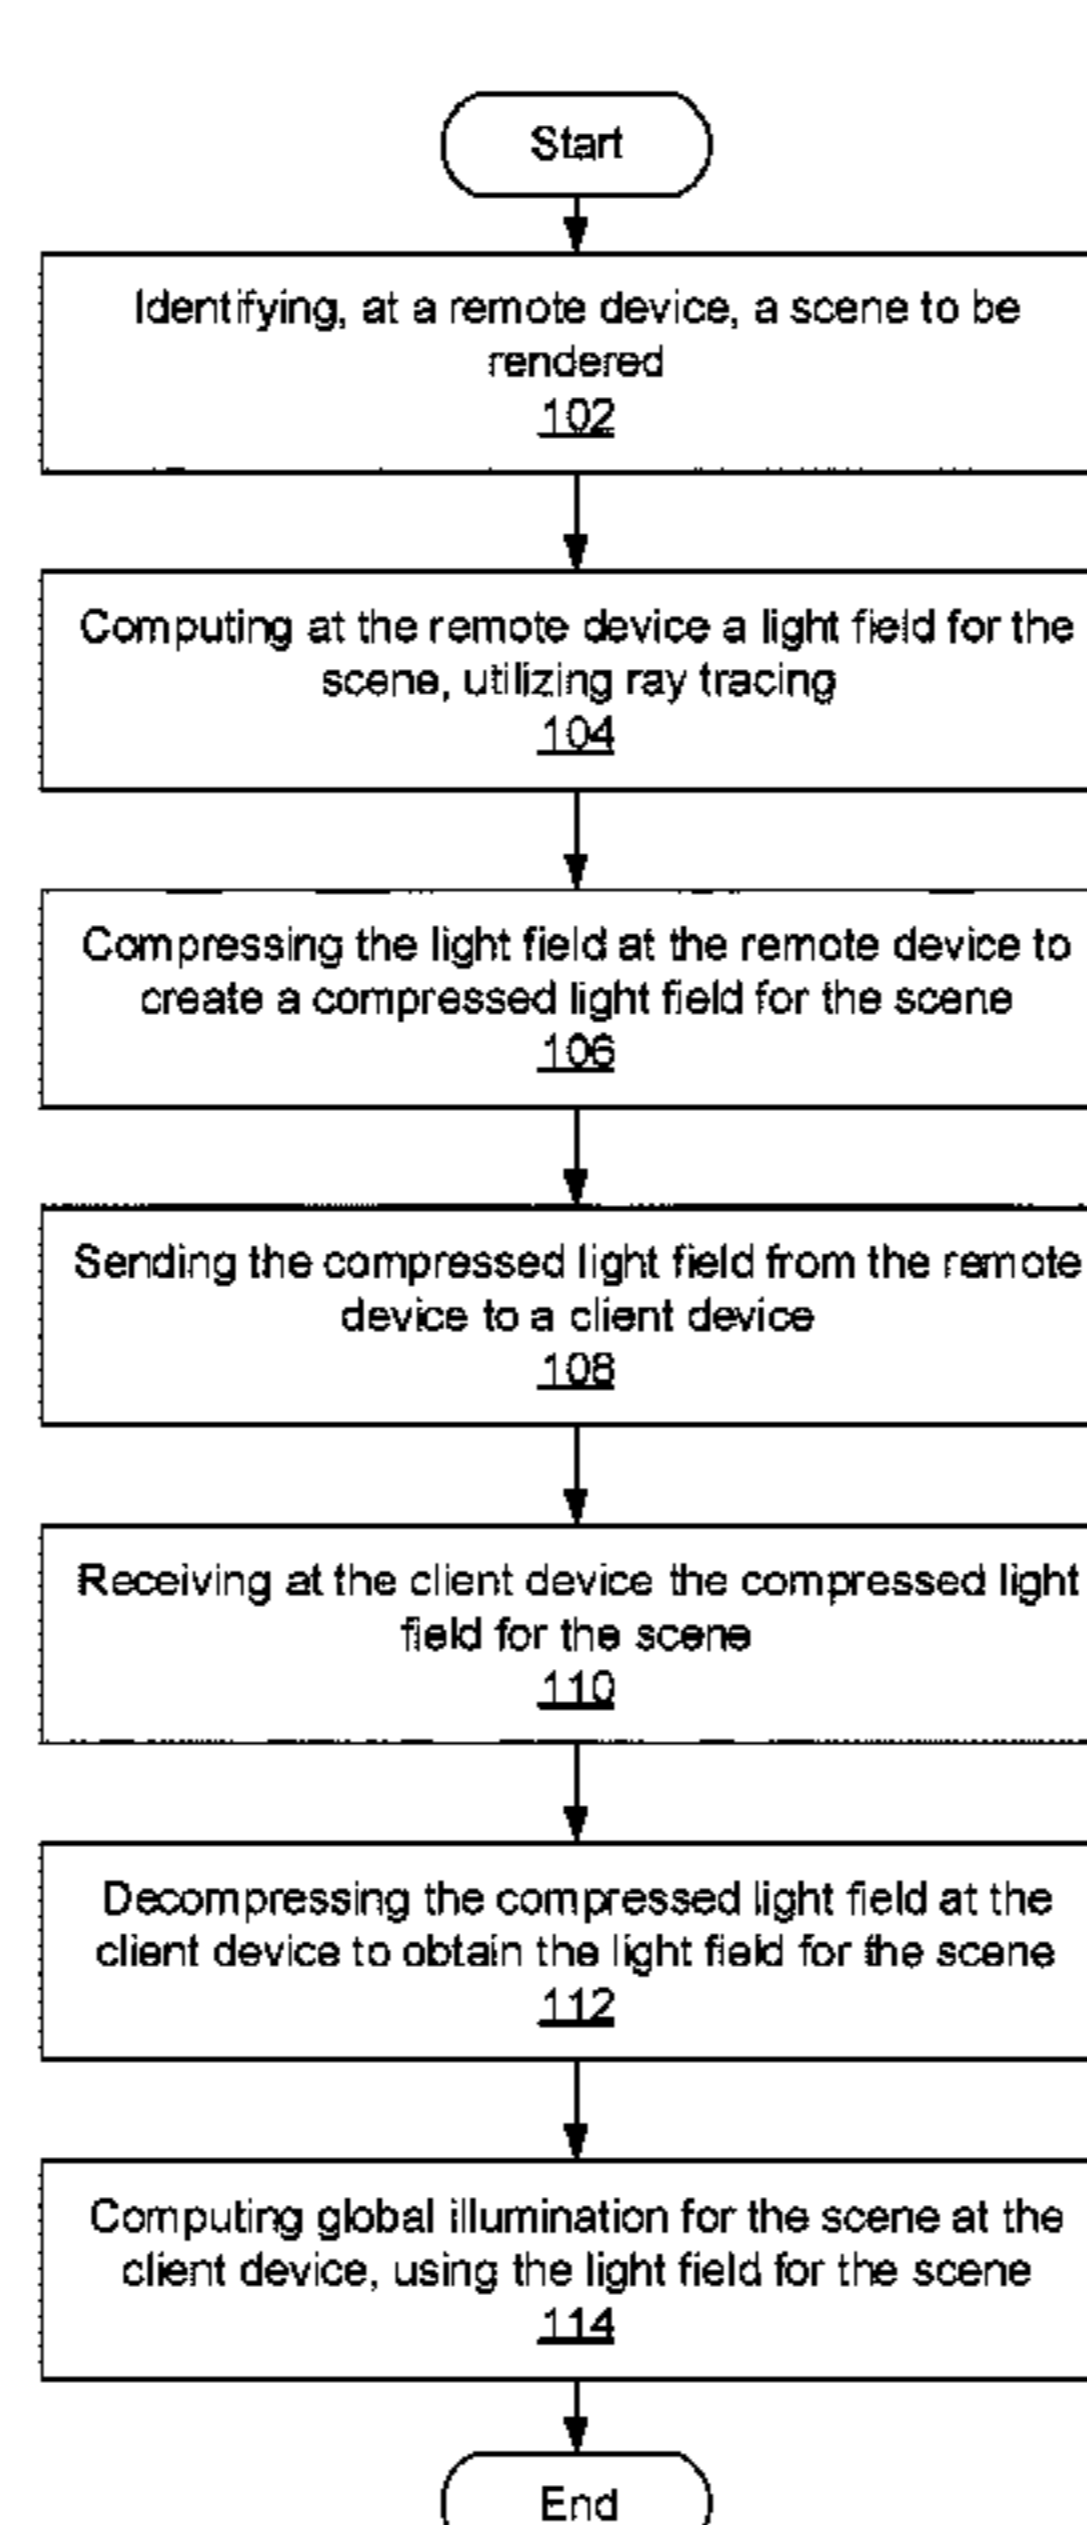 Start
Identifying, at a remote device, a scene to be
rendered
102
Computing at the remote device a light field for the
scene, utilizing ray tracing
104
Compressing the light field at the remote device to
create a compressed light field for the scene
106
Sending the compressed light field from the remote
device to a client device
108
Receiving at the client device the compressed light
field for the scene
110
Decompressing the compressed light field at the
client device to obtain the light field for the scene
112
Computing global illumination for the scene at the
client device, using the light field for the scene
114
End